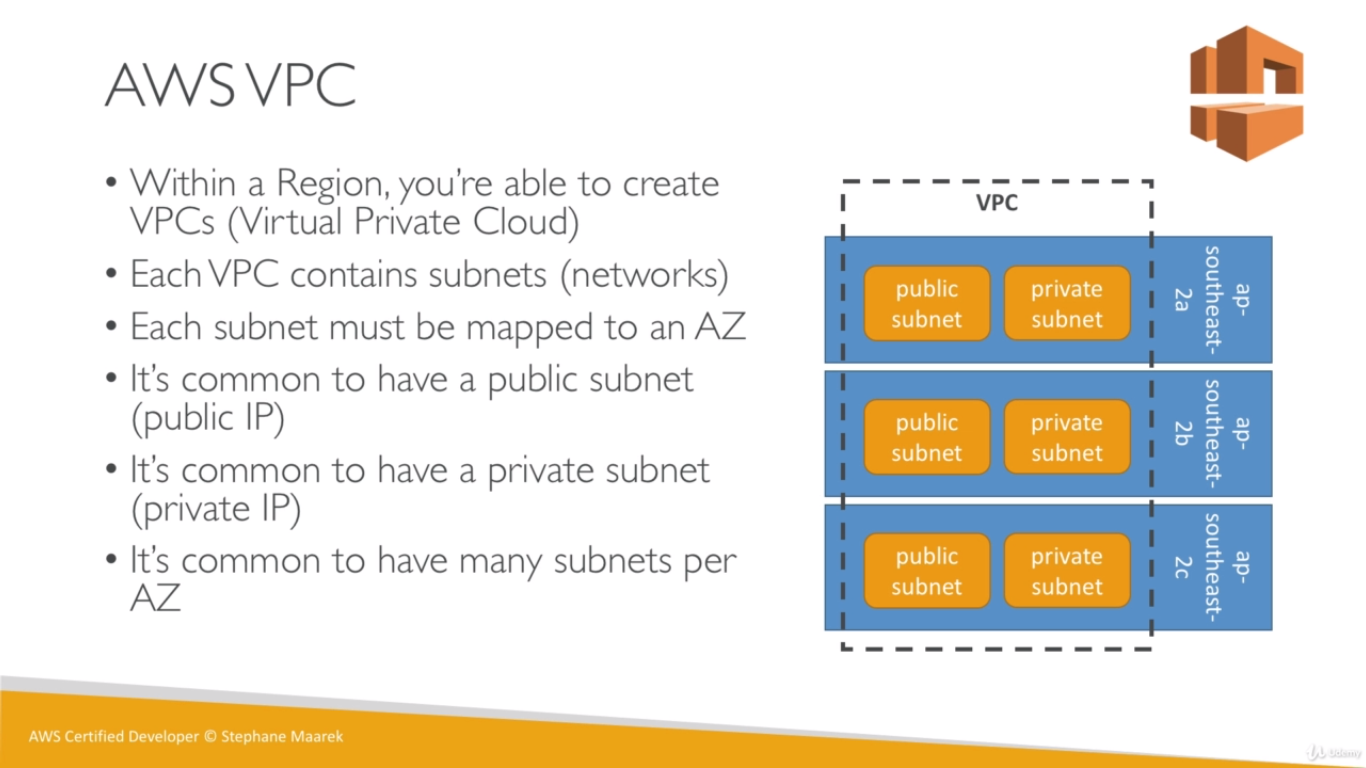 AWS VPC
• Within a Region, you're able to create
VPCs (Virtual Private Cloud)
• Each VPC contains subnets (networks)
• Each subnet must be mapped to an AZ
• It's common to have a public subnet
(public IP)
• It's common to have a private subnet
(private IP)
• It's common to have many subnets per
AZ
VPC
public
subnet
private
subnet
ap-
southeast-
2a
public
subnet
private
subnet
ap-
southeast-
2b
public
subnet
private
subnet
ap-
southeast-
2c
AWS Certified Developer © Stephane Maarek
Udemy